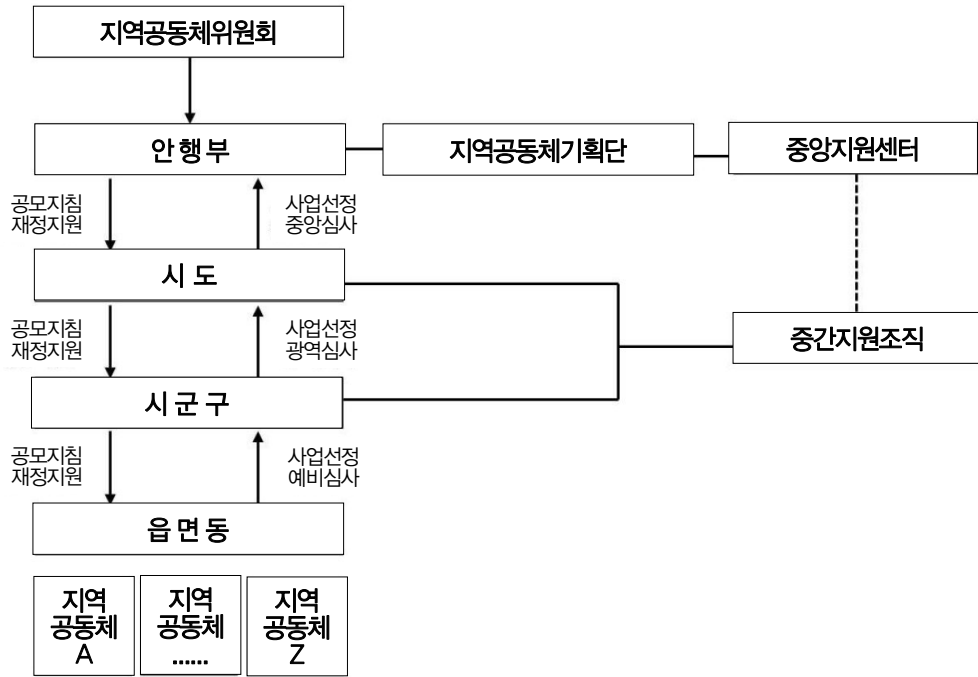 지역공동체위원회
안 행 부
지역공동체기획단
중앙지원센터
공모지침
재정지원
사업선정
중앙심사
시 도
공모지침
재정지원
사업선정
광역심사
중간지원조직
시 군 구
공모지침
재정지원
사업선정
예비심사
읍 면 동
지역
공동체
A
지역
공동체
……
지역
공동체
Z